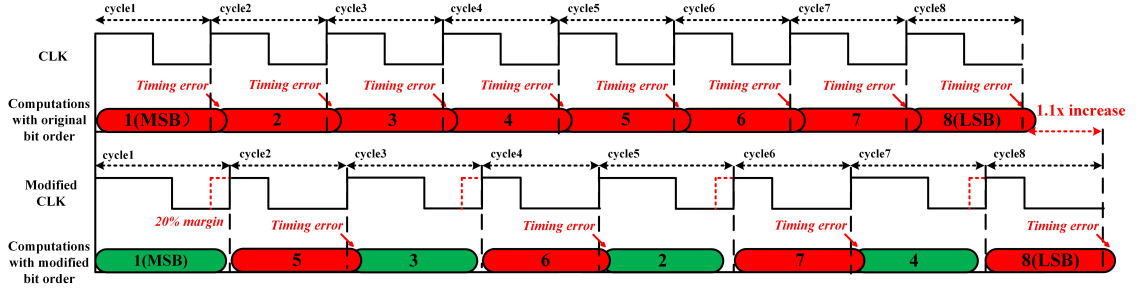 cycle1 cycle2 cycle3 cycle4 cycle5 cycle6 cycle7 cycle8
CLK
Timing error Timing error Timing error Timing error Timing error Timing error Timing error Timing error
Computations
with original
bit order
1(MSB) 2 3 4 5 6 7 8(LSB)
1.1x increase
cycle1 cycle2 cycle3 cycle4 cycle5 cycle6 cycle7 cycle8
Modified
CLK
20% margin Timing error Timing error Timing error Timing error
Computations
with modified
bit order
1(MSB) 5 3 6 2 7 4 8(LSB)